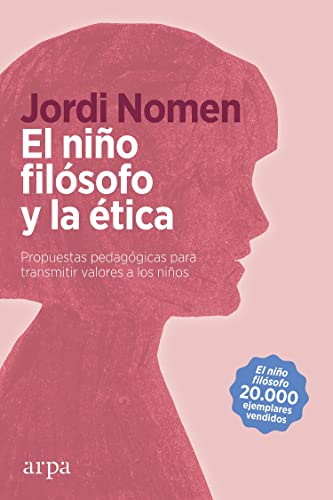 Jordi Nomen
El niño
filósofo
y la ética
Propuestas pedagógicas para
transmitir valores a los niños
El niño
filósofo
20.000
ejemplares
vendidos
arpa